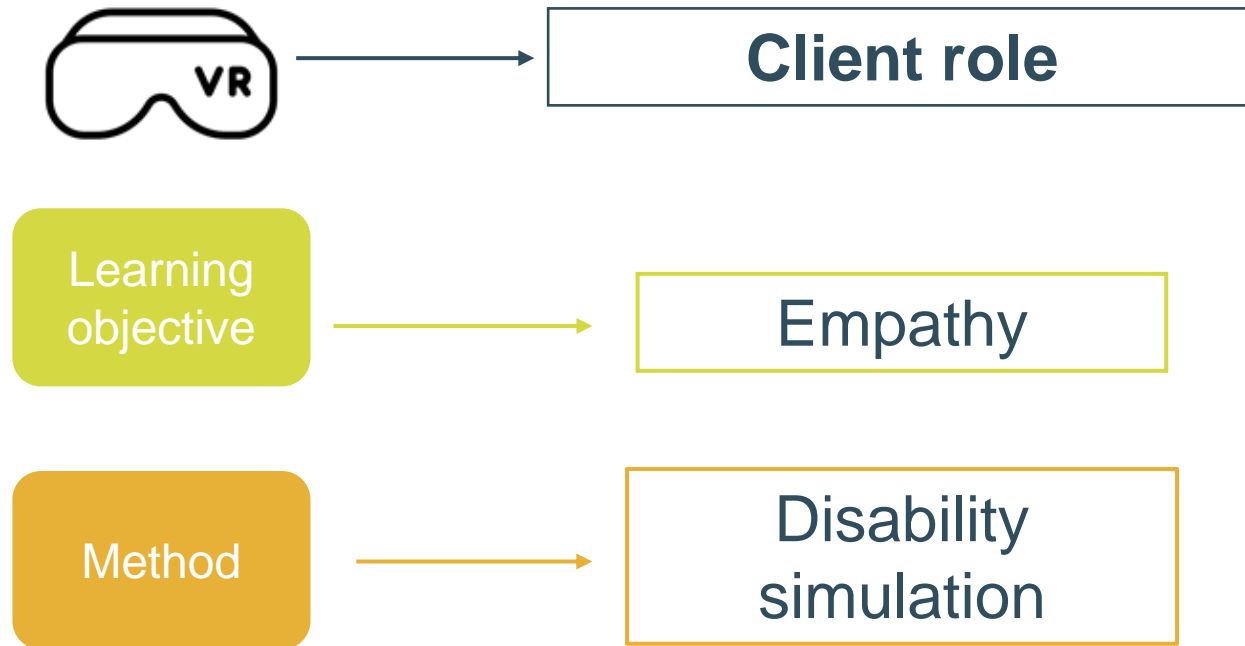 VR
Client role
Learning
objective
Empathy
Method
Disability
simulation